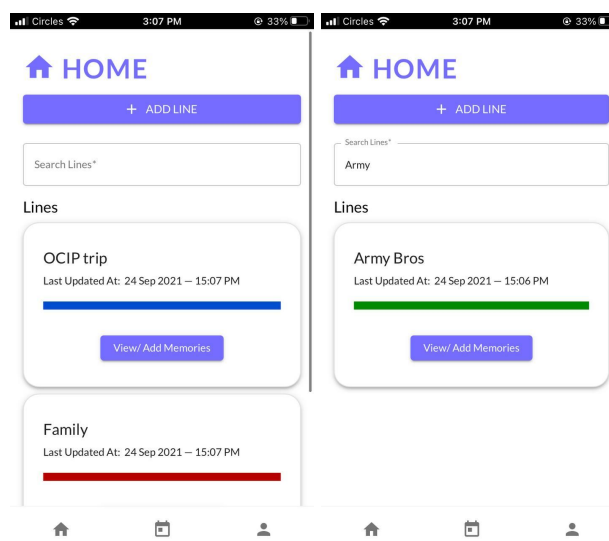 Circles 3:07 PM 33%
HOME
+ ADD LINE
Search Lines*
Lines
OCIP trip
Last Updated At: 24 Sep 2021 — 15:07 PM
View/ Add Memories
Family
Last Updated At: 24 Sep 2021 — 15:07 PM
Circles 3:07 PM 33%
HOME
+ ADD LINE
Search Lines*
Army
Lines
Army Bros
Last Updated At: 24 Sep 2021 — 15:06 PM
View/ Add Memories